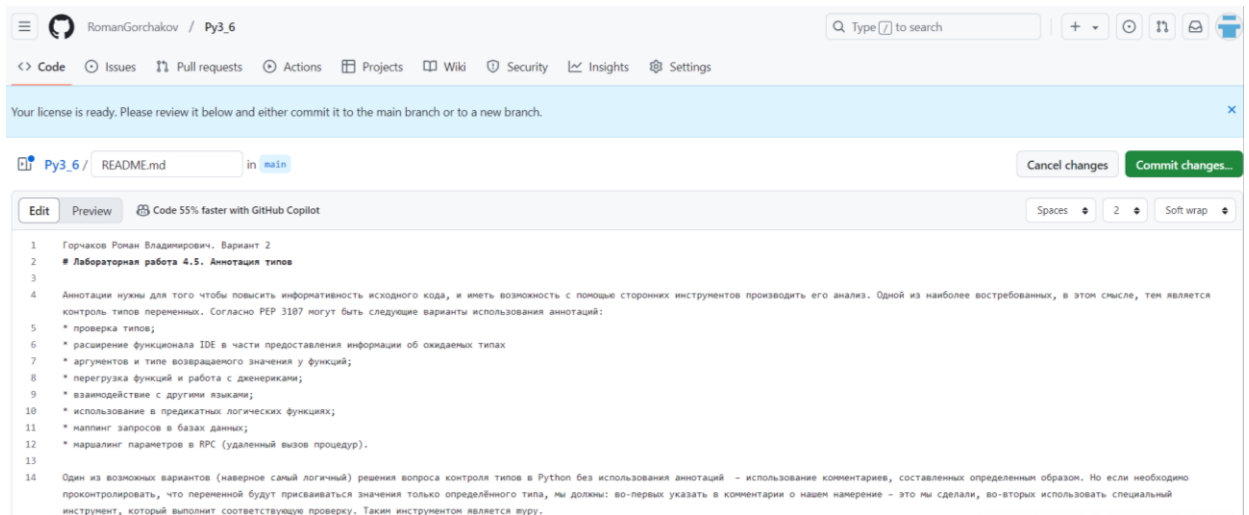 RomanGorchakov / Py3_6
Type / to search
<> Code Issues Pull requests Actions Projects Wiki Security Insights Settings
Your license is ready. Please review it below and either commit it to the main branch or to a new branch.
Py3_6 / README.md in main
Cancel changes Commit changes...
Edit Preview Code 55% faster with GitHub Copilot
Spaces 2 Soft wrap
1 Горчаков Роман Владимирович. Вариант 2
2 # Лабораторная работа 4.5. Аннотация типов
3
4 Аннотации нужны для того чтобы повысить информативность исходного кода, и иметь возможность с помощью сторонних инструментов производить его анализ. Одной из наиболее востребованных, в этом смысле, тем является
контроль типов переменных. Согласно PEP 3107 могут быть следующие варианты использования аннотаций:
5 * проверка типов;
6 * расширение функционала IDE в части предоставления информации об ожидаемых типах
7 * аргументов и типе возвращаемого значения у функций;
8 * перегрузка функций и работа с дженериками;
9 * взаимодействие с другими языками;
10 * использование в предикатных логических функциях;
11 * маппинг запросов в базах данных;
12 * маршалинг параметров в RPC (удаленный вызов процедур).
13
14 Один из возможных вариантов (наверное самый логичный) решения вопроса контроля типов в Python без использования аннотаций – использование комментариев, составленных определенным образом. Но если необходимо
проконтролировать, что переменной будут присваиваться значения только определённого типа, мы должны: во-первых указать в комментарии о нашем намерение – это мы сделали, во-вторых использовать специальный
инструмент, который выполнит соответствующую проверку. Таким инструментом является mypy.